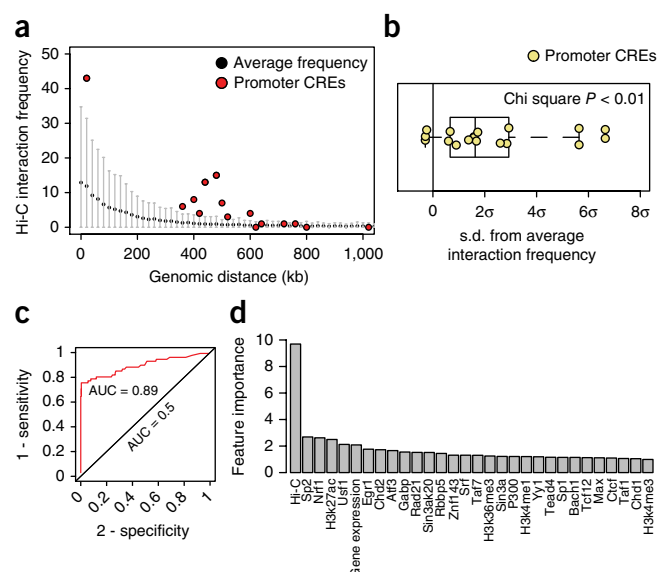 a
Hi-C interaction frequency
50
40
30
20
10
0
Average frequency
Promoter CREs
0 200 400 600 800 1,000
Genomic distance (kb)
b
Promoter CREs
Chi square P < 0.01
0 2σ 4σ 6σ 8σ
s.d. from average
interaction frequency
c
1 - sensitivity
1
0.8
0.6
0.4
0.2
0
AUC = 0.89
AUC = 0.5
0 0.2 0.4 0.6 0.8 1
2 - specificity
d
Feature importance
10
8
6
4
2
0
Hi-C
Sp2
Nrf1
H3k27ac
Usf1
Gene expression
Egr1
Chd2
Atf3
Gabp
Rad21
Sin3ak20
Rbbp5
Znf143
Srf
Taf7
H3k36me3
Sin3a
P300
H3k4me1
Yy1
Tead4
Sp1
Bach1
Tcf12
Max
Ctcf
Taf1
Chd1
H3k4me3